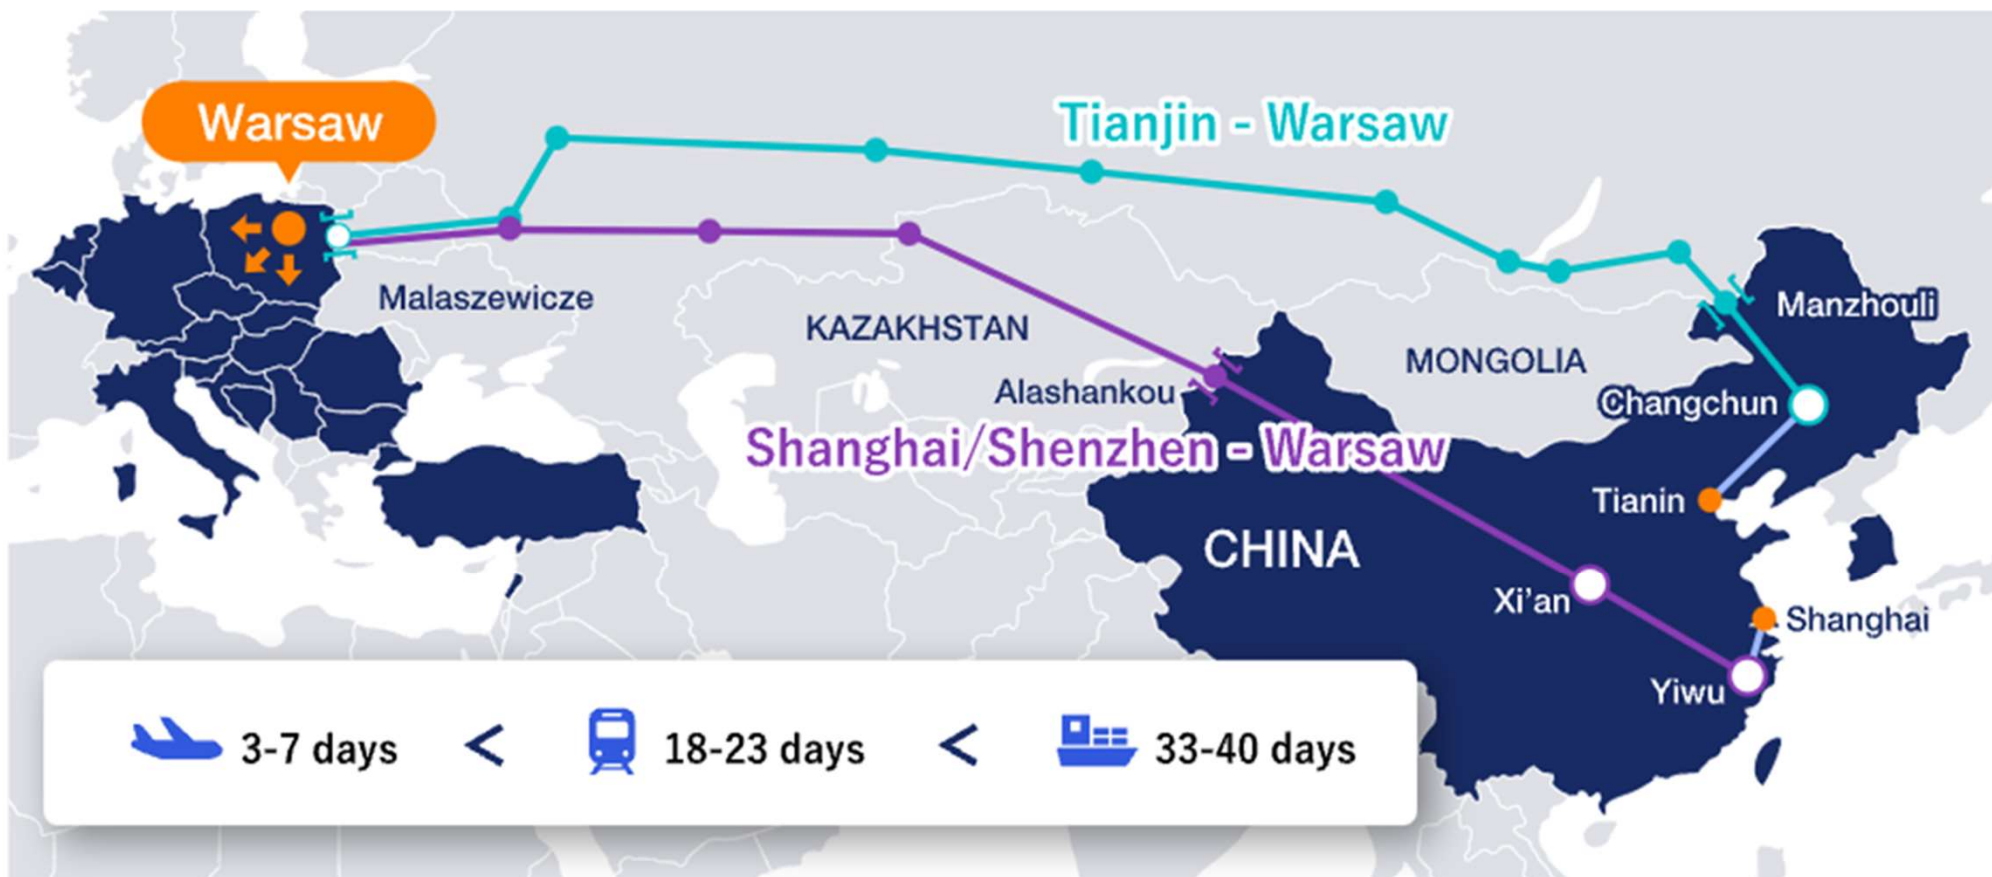 Warsaw
Tianjin - Warsaw
Manzhouli
Malaszewicze
KAZAKHSTAN
MONGOLIA
Alashankou
Changchun
Shanghai/Shenzhen - Warsaw
Tianin
CHINA
Xi'an
Shanghai
Yiwu
3-7 days < 18-23 days < 33-40 days